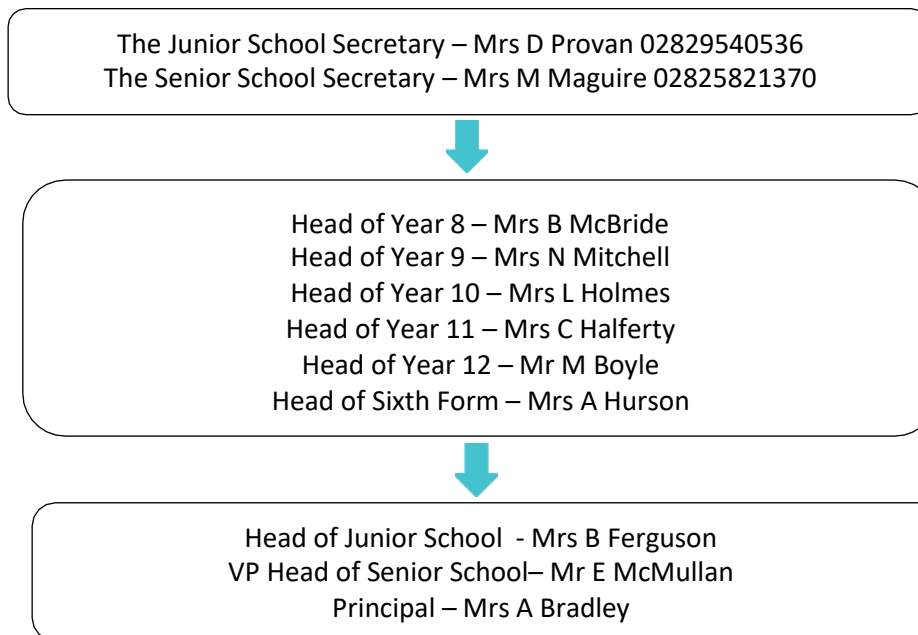 The Junior School Secretary – Mrs D Provan 02829540536
The Senior School Secretary – Mrs M Maguire 02825821370
Head of Year 8 – Mrs B McBride
Head of Year 9 – Mrs N Mitchell
Head of Year 10 – Mrs L Holmes
Head of Year 11 – Mrs C Halferty
Head of Year 12 – Mr M Boyle
Head of Sixth Form – Mrs A Hurson
Head of Junior School - Mrs B Ferguson
VP Head of Senior School– Mr E McMullan
Principal – Mrs A Bradley